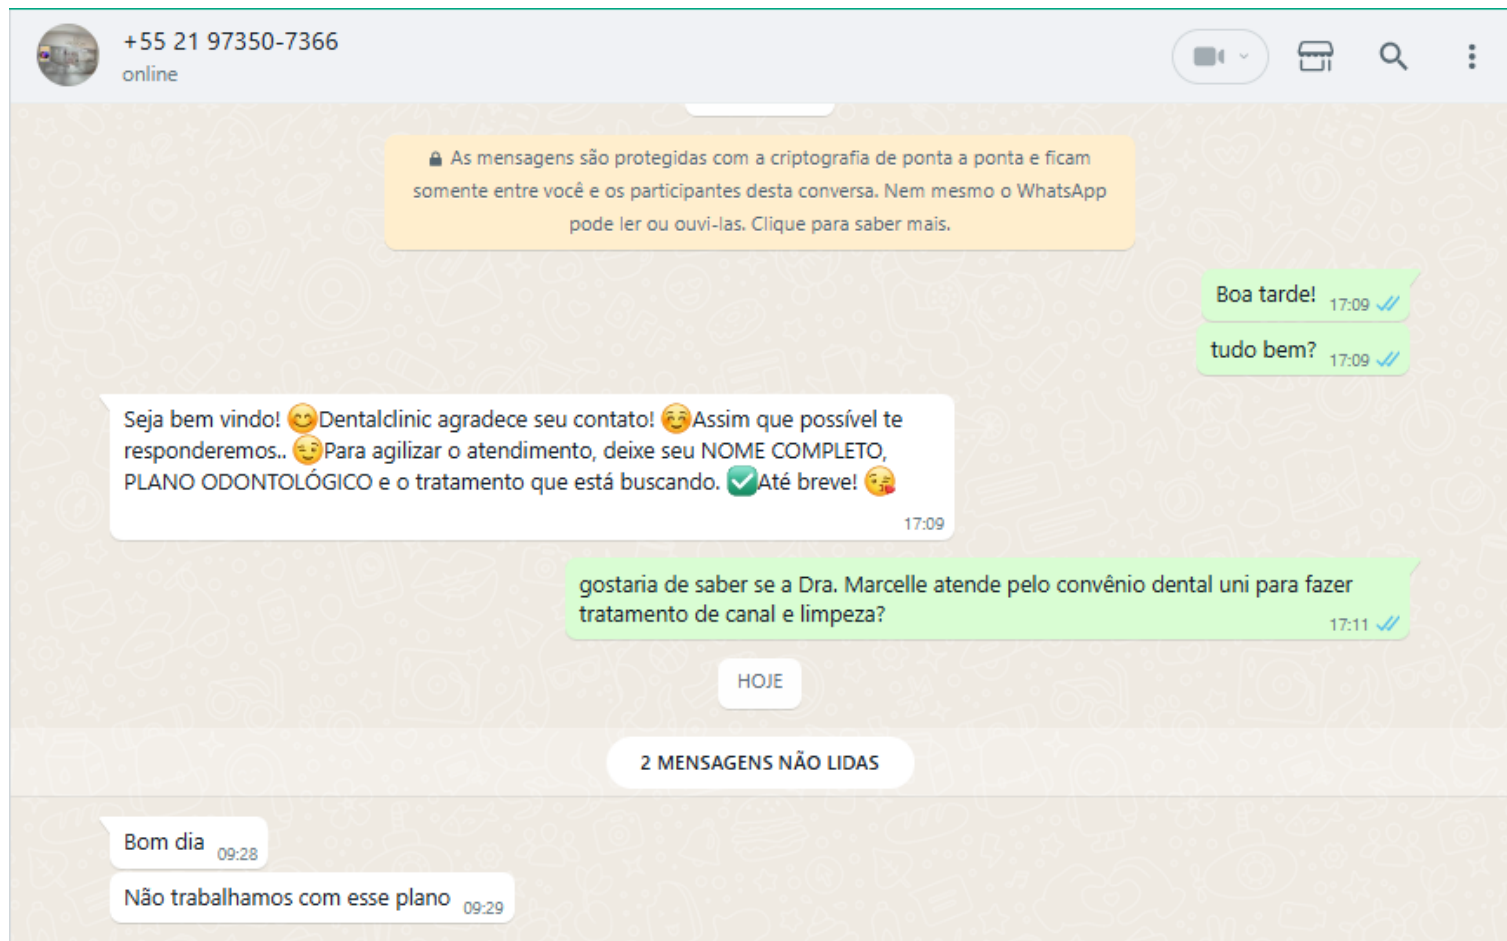 +55 21 97350-7366
online
As mensagens são protegidas com a criptografia de ponta a ponta e ficam
somente entre você e os participantes desta conversa. Nem mesmo o WhatsApp
pode ler ou ouvi-las. Clique para saber mais.
Boa tarde! 17:09
tudo bem? 17:09
Seja bem vindo! 😊Dentalclinic agradece seu contato! ☺️Assim que possível te
responderemos.. 😉Para agilizar o atendimento, deixe seu NOME COMPLETO,
PLANO ODONTOLÓGICO e o tratamento que está buscando. ✅Até breve! 😘
17:09
gostaria de saber se a Dra. Marcelle atende pelo convênio dental uni para fazer
tratamento de canal e limpeza?
17:11
HOJE
2 MENSAGENS NÃO LIDAS
Bom dia 09:28
Não trabalhamos com esse plano 09:29